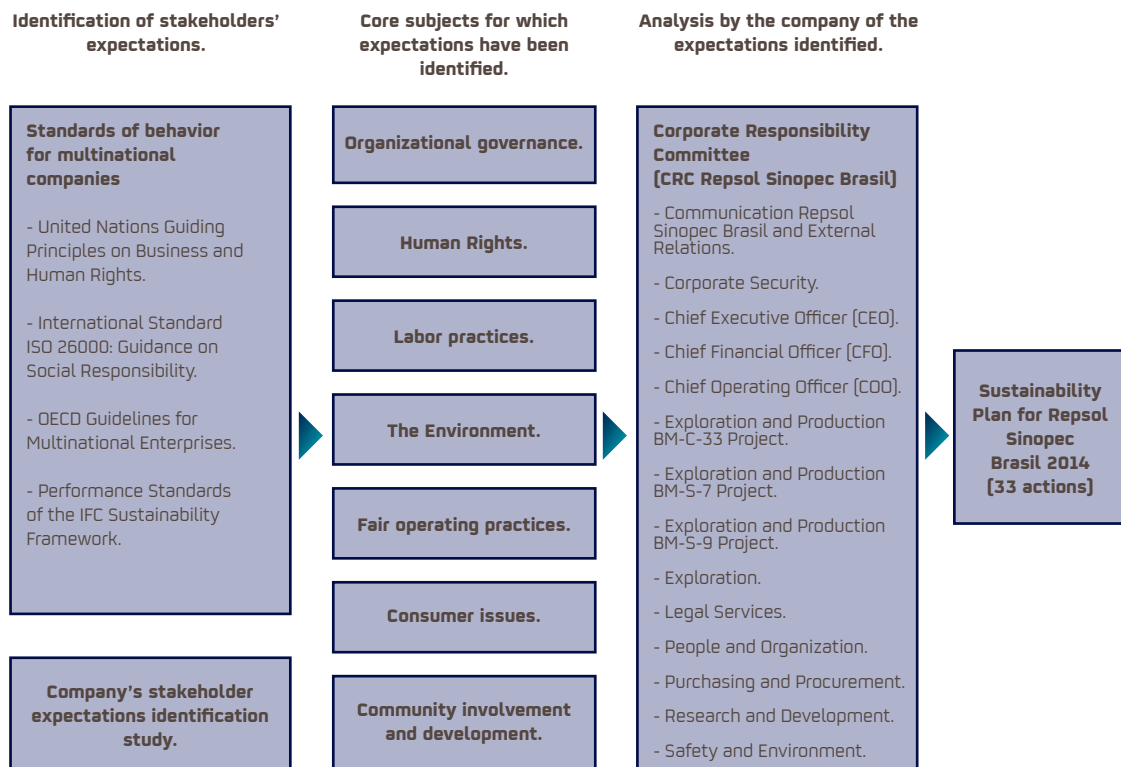 Identification of stakeholders’
expectations.
Core subjects for which
expectations have been
identified.
Analysis by the company of the
expectations identified.
Standards of behavior
for multinational
companies
- United Nations Guiding
Principles on Business and
Human Rights.
- International Standard
ISO 26000: Guidance on
Social Responsibility.
- OECD Guidelines for
Multinational Enterprises.
- Performance Standards
of the IFC Sustainability
Framework.
Company’s stakeholder
expectations identification
study.
Organizational governance.
Human Rights.
Labor practices.
The Environment.
Fair operating practices.
Consumer issues.
Community involvement
and development.
Corporate Responsibility
Committee
(CRC Repsol Sinopec Brasil)
- Communication Repsol
Sinopec Brasil and External
Relations.
- Corporate Security.
- Chief Executive Officer (CEO).
- Chief Financial Officer (CFO).
- Chief Operating Officer (COO).
- Exploration and Production
BM-C-33 Project.
- Exploration and Production
BM-S-7 Project.
- Exploration and Production
BM-S-9 Project.
- Exploration.
- Legal Services.
- People and Organization.
- Purchasing and Procurement.
- Research and Development.
- Safety and Environment.
Sustainability
Plan for Repsol
Sinopec
Brasil 2014
(33 actions)